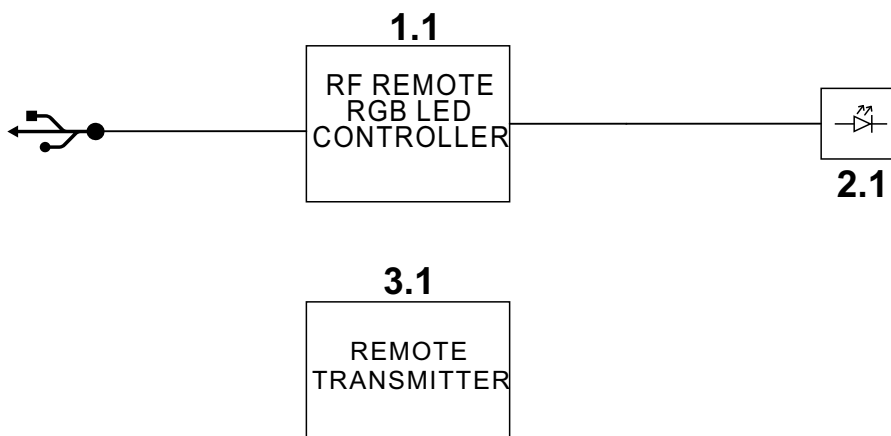 1.1
RF REMOTE
RGB LED
CONTROLLER
2.1
3.1
REMOTE
TRANSMITTER